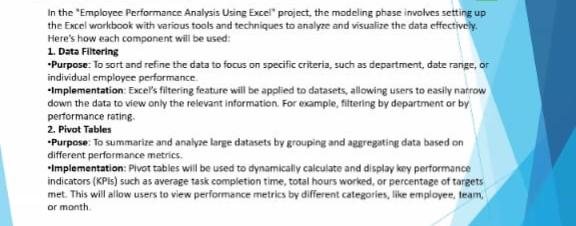 In the "Employee Performance Analysis Using Excel" project, the modeling phase involves setting up
the Excel workbook with various tools and techniques to analyze and visualize the data effectively.
Here's how each component will be used:
1. Data Filtering
•Purpose: To sort and refine the data to focus on specific criteria, such as department, date range, or
individual employee performance.
•Implementation: Excel's filtering feature will be applied to datasets, allowing users to easily narrow
down the data to view only the relevant information. For example, filtering by department or by
performance rating.
2. Pivot Tables
•Purpose: To summarize and analyze large datasets by grouping and aggregating data based on
different performance metrics.
•Implementation: Pivot tables will be used to dynamically calculate and display key performance
indicators (KPIs) such as average task completion time, total hours worked, or percentage of targets
met. This will allow users to view performance metrics by different categories, like employee, team,
or month.